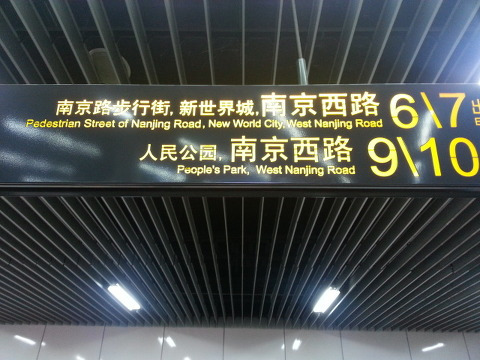 南京路步行街, 新世界城, 南京西路 6\7 出
Pedestrian Street of Nanjing Road, New World City, West Nanjing Road
人民公园, 南京西路 9\10
People's Park, West Nanjing Road